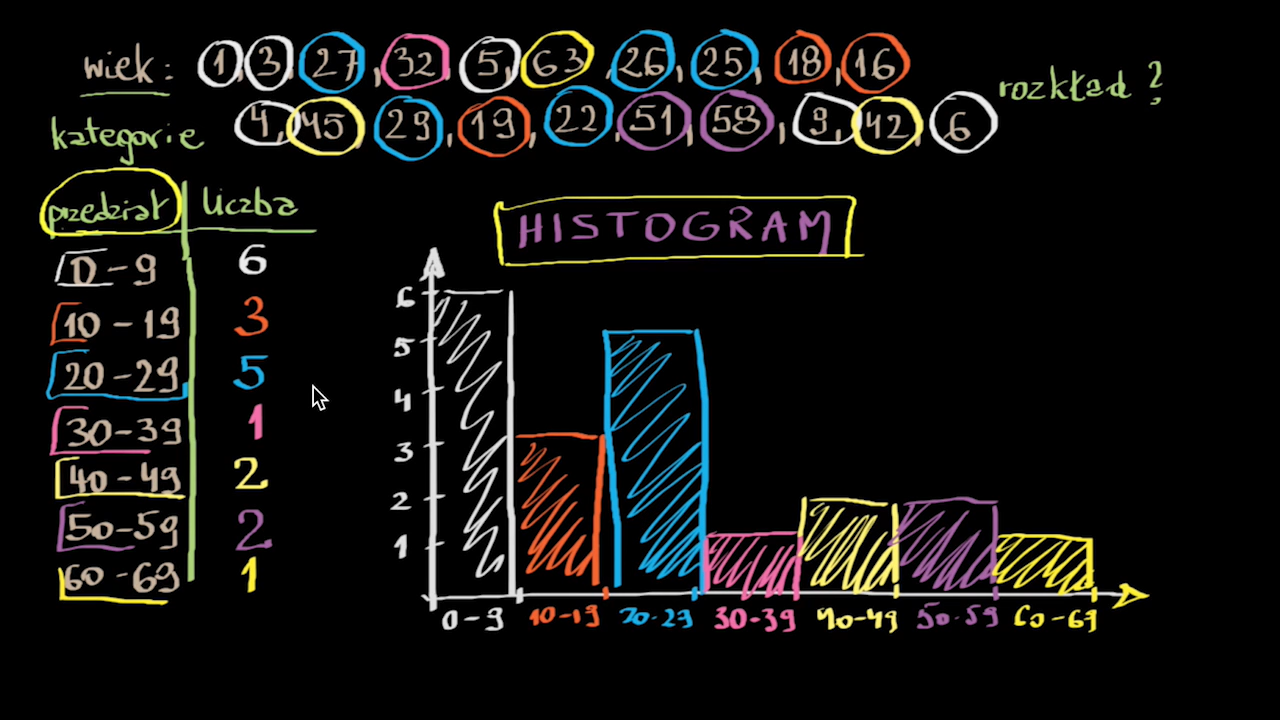 wiek: 1, 3, 27, 32, 5, 63, 26, 25, 18, 16
4, 45, 29, 19, 22, 51, 58, 9, 42, 6
rozkład?
kategorie
przedział liczba
0-9 6
10-19 3
20-29 5
30-39 1
40-49 2
50-59 2
60-69 1
HISTOGRAM
6
5
4
3
2
1
0-9 10-19 20-29 30-39 40-49 50-59 60-69